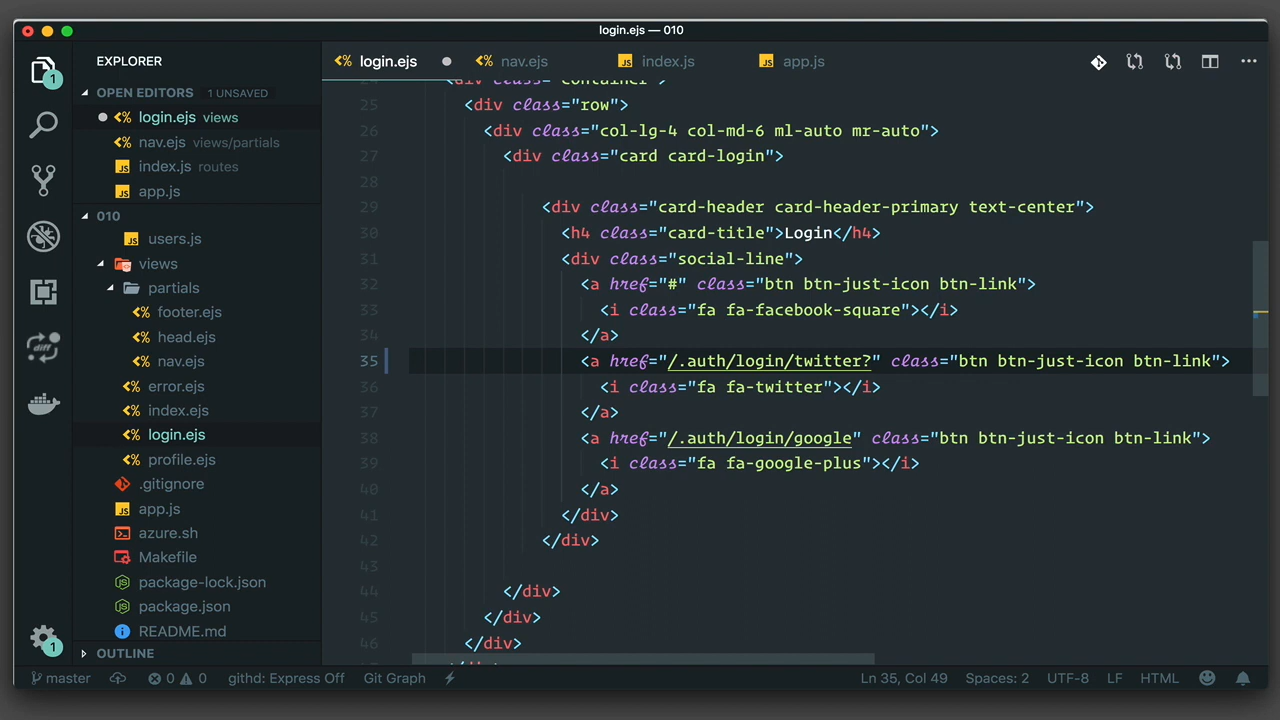 login.ejs — 010
EXPLORER
OPEN EDITORS 1 UNSAVED
login.ejs views
nav.ejs views/partials
index.js routes
app.js
010
users.js
views
partials
footer.ejs
head.ejs
nav.ejs
error.ejs
index.ejs
login.ejs
profile.ejs
.gitignore
app.js
azure.sh
Makefile
package-lock.json
package.json
README.md
OUTLINE
1
1
diff
login.ejs nav.ejs index.js app.js
25 <div class="row">
26 <div class="col-lg-4 col-md-6 ml-auto mr-auto">
27 <div class="card card-login">
28
29 <div class="card-header card-header-primary text-center">
30 <h4 class="card-title">Login</h4>
31 <div class="social-line">
32 <a href="#" class="btn btn-just-icon btn-link">
33 <i class="fa fa-facebook-square"></i>
34 </a>
35 <a href="/.auth/login/twitter?" class="btn btn-just-icon btn-link">
36 <i class="fa fa-twitter"></i>
37 </a>
38 <a href="/.auth/login/google" class="btn btn-just-icon btn-link">
39 <i class="fa fa-google-plus"></i>
40 </a>
41 </div>
42 </div>
43
44 </div>
45 </div>
46 </div>
master 0 0 githd: Express Off Git Graph Ln 35, Col 49 Spaces: 2 UTF-8 LF HTML